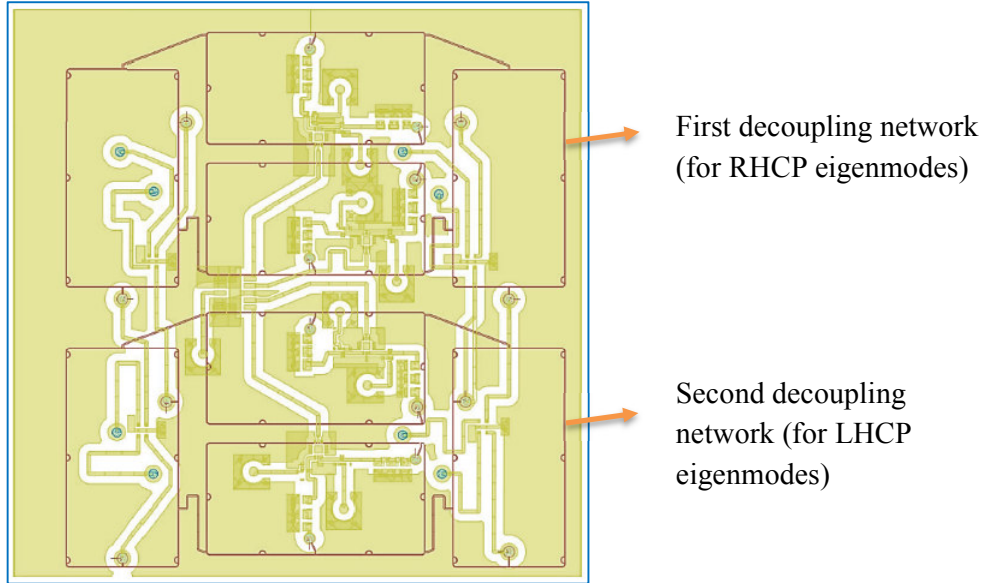 First decoupling network
(for RHCP eigenmodes)
Second decoupling
network (for LHCP
eigenmodes)